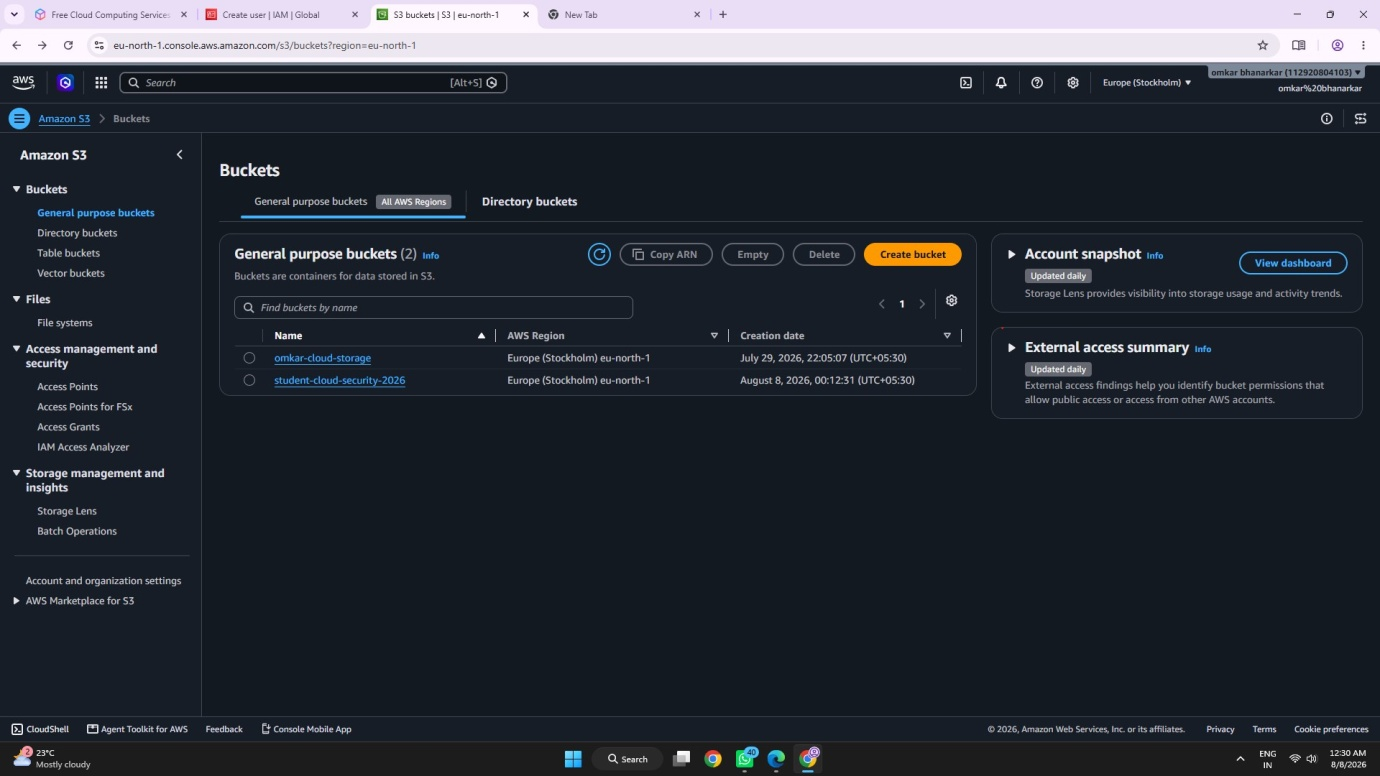 Free Cloud Computing Services
Create user | IAM | Global
S3 buckets | S3 | eu-north-1
New Tab
eu-north-1.console.aws.amazon.com/s3/buckets?region=eu-north-1
aws
Search
[Alt+S]
Europe (Stockholm)
omkar bhanarkar (112920804103)
omkar%20bhanarkar
Amazon S3
Buckets
Amazon S3
Buckets
General purpose buckets
Directory buckets
Table buckets
Vector buckets
Files
File systems
Access management and
security
Access Points
Access Points for FSx
Access Grants
IAM Access Analyzer
Storage management and
insights
Storage Lens
Batch Operations
Account and organization settings
AWS Marketplace for S3
Buckets
General purpose buckets All AWS Regions
Directory buckets
General purpose buckets (2) Info
Copy ARN
Empty
Delete
Create bucket
Buckets are containers for data stored in S3.
Find buckets by name
1
Name AWS Region Creation date
omkar-cloud-storage Europe (Stockholm) eu-north-1 July 29, 2026, 22:05:07 (UTC+05:30)
student-cloud-security-2026 Europe (Stockholm) eu-north-1 August 8, 2026, 00:12:31 (UTC+05:30)
Account snapshot Info
View dashboard
Updated daily
Storage Lens provides visibility into storage usage and activity trends.
External access summary Info
Updated daily
External access findings help you identify bucket permissions that
allow public access or access from other AWS accounts.
CloudShell
Agent Toolkit for AWS
Feedback
Console Mobile App
© 2026, Amazon Web Services, Inc. or its affiliates.
Privacy
Terms
Cookie preferences
2
23°C
Mostly cloudy
Search
40
ENG
IN
12:30 AM
8/8/2026